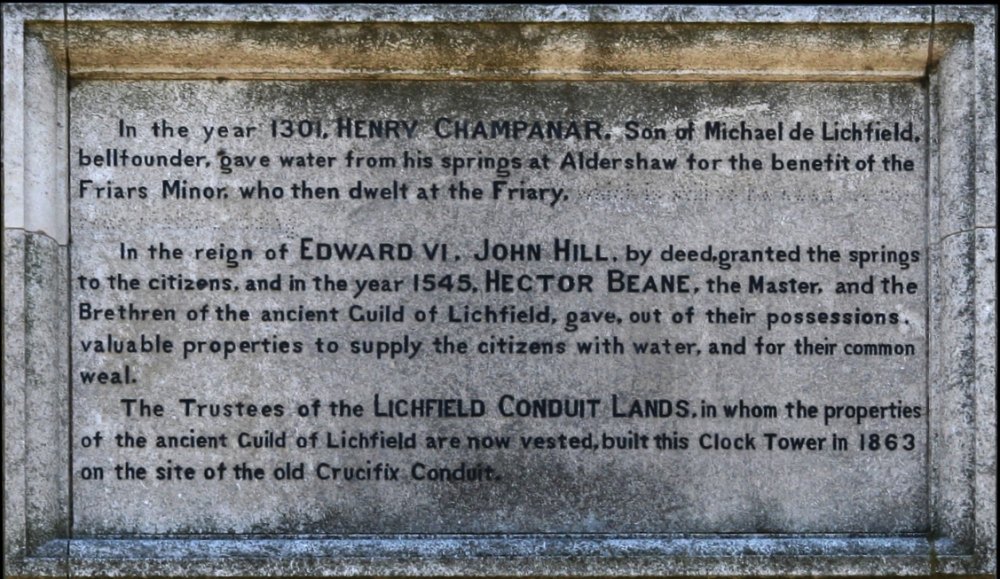 In the year 1301, HENRY CHAMPANAR. Son of Michael de Lichfield,
bellfounder, gave water from his springs at Aldershaw for the benefit of the
Friars Minor, who then dwelt at the Friary.
In the reign of EDWARD VI. JOHN HILL, by deed, granted the springs
to the citizens, and in the year 1545, HECTOR BEANE, the Master, and the
Brethren of the ancient Guild of Lichfield, gave, out of their possessions,
valuable properties to supply the citizens with water, and for their common
weal.
The Trustees of the LICHFIELD CONDUIT LANDS, in whom the properties
of the ancient Guild of Lichfield are now vested, built this Clock Tower in 1863
on the site of the old Crucifix Conduit.